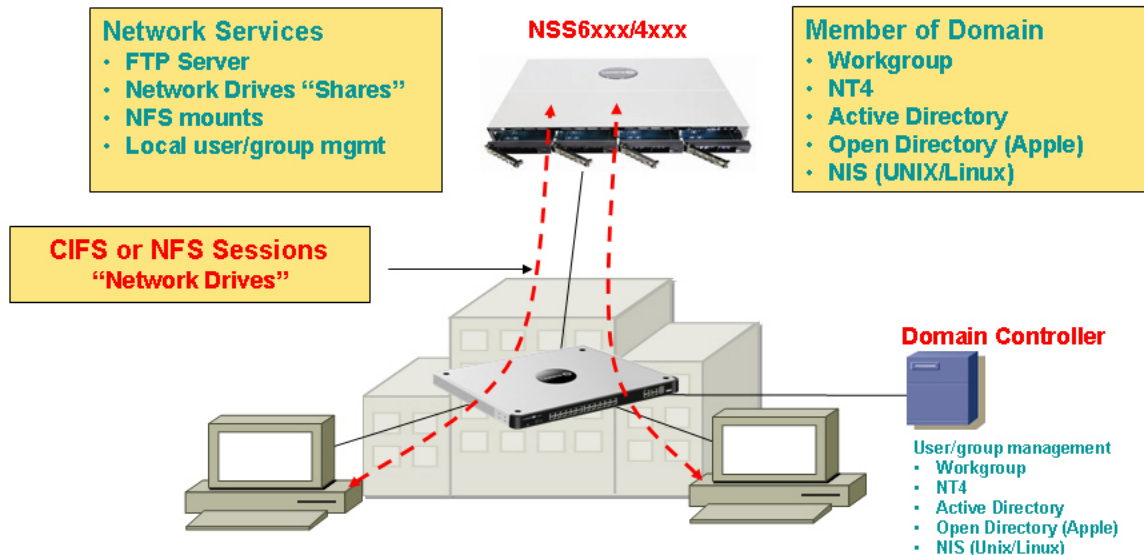 Network Services
• FTP Server
• Network Drives “Shares”
• NFS mounts
• Local user/group mgmt
NSS6xxx/4xxx
Member of Domain
• Workgroup
• NT4
• Active Directory
• Open Directory (Apple)
• NIS (UNIX/Linux)
CIFS or NFS Sessions
“Network Drives”
Domain Controller
User/group management
• Workgroup
• NT4
• Active Directory
• Open Directory (Apple)
• NIS (Unix/Linux)